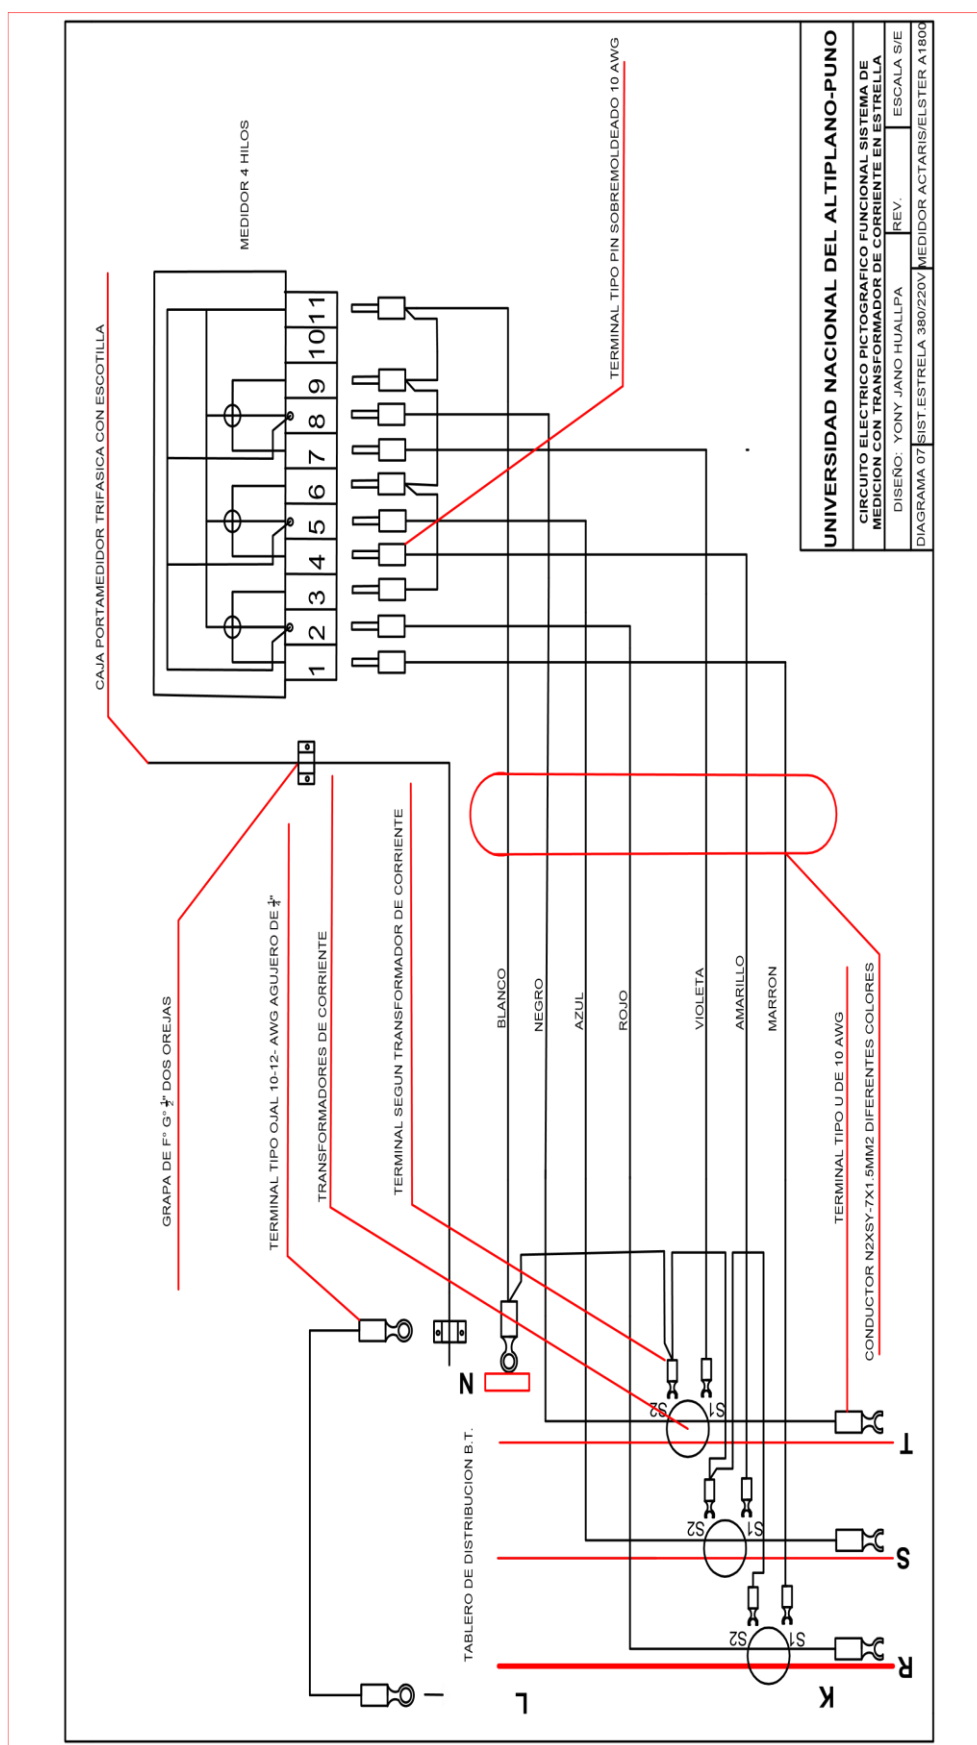 CAJA PORTAMEDIDOR TRIFASICA CON ESCOTILLA
MEDIDOR 4 HILOS
1 2 3 4 5 6 7 8 9 10 11
TERMINAL TIPO PIN SOBREMOLDEADO 10 AWG
GRAPA DE F° G° ½" DOS OREJAS
TERMINAL TIPO OJAL 10-12- AWG AGUJERO DE ¼"
TRANSFORMADORES DE CORRIENTE
TERMINAL SEGUN TRANSFORMADOR DE CORRIENTE
BLANCO
NEGRO
AZUL
ROJO
VIOLETA
AMARILLO
MARRON
TERMINAL TIPO U DE 10 AWG
CONDUCTOR N2XSY-7X1.5MM2 DIFERENTES COLORES
TABLERO DE DISTRIBUCION B.T.
N
S2
S1
T
S2
S1
S
S2
S1
R
L
K
UNIVERSIDAD NACIONAL DEL ALTIPLANO-PUNO
CIRCUITO ELECTRICO PICTOGRAFICO FUNCIONAL SISTEMA DE
MEDICION CON TRANSFORMADOR DE CORRIENTE EN ESTRELLA
DISEÑO: YONY JANO HUALLPA
REV.
ESCALA S/E
DIAGRAMA 07
SIST.ESTRELA 380/220V
MEDIDOR ACTARIS/ELSTER A1800